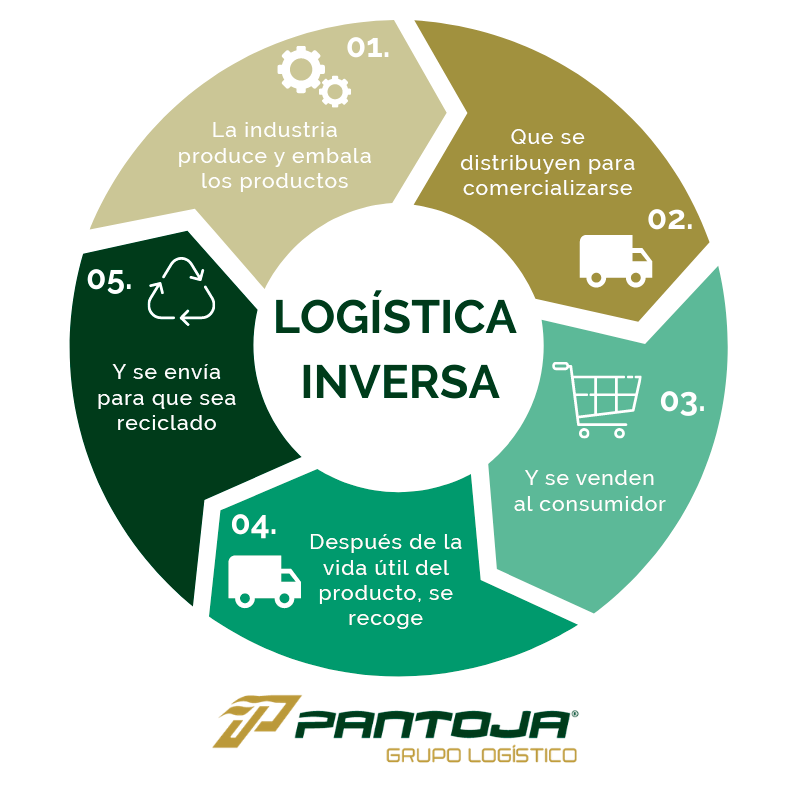 LOGÍSTICA
INVERSA
01.
La industria
produce y embala
los productos
Que se
distribuyen para
comercializarse
02.
03.
Y se venden
al consumidor
04.
Después de la
vida útil del
producto, se
recoge
05.
Y se envía
para que sea
reciclado
PANTOJA®
GRUPO LOGÍSTICO